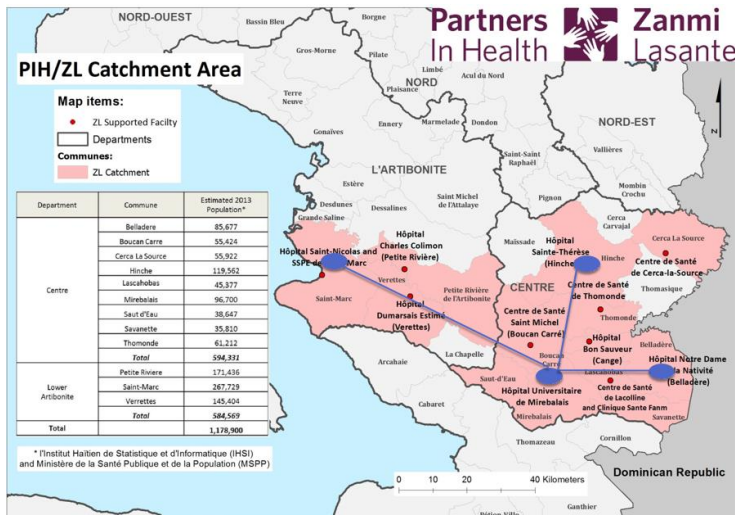 Partners
In Health
Zanmi
Lasante
PIH/ZL Catchment Area
Map items:
ZL Supported Facilty
Departments
Communes:
ZL Catchment
Department Commune Estimated 2013 Population*
Centre
Belladere 85,677
Boucan Carre 55,424
Cerca La Source 55,922
Hinche 119,562
Lascahobas 45,377
Mirebalais 96,700
Saut d'Eau 38,647
Savanette 35,810
Thomonde 61,212
Total 594,331
Lower Artibonite
Petite Riviere 171,436
Saint-Marc 267,729
Verrettes 145,404
Total 584,569
Total 1,178,900
* l'Institut Haïtien de Statistique et d'Informatique (IHSI)
and Ministère de la Santé Publique et de la Population (MSPP)
NORD-OUEST
Bassin Bleu
Borgne
Port Margot
Gros-Morne
Pilate
Limbé
Acul du Nord
Plaisance
NORD
Terre
Neuve
Ennery
Marmelade
Dondon
NORD-EST
Gonaïves
Vallières
Saint-Saint
Raphaël
L'ARTIBONITE
Mombin
Crochu
Estère
Desdunes
Dessalines
Saint Michel
de l'Attalaye
Pignon
Grande Saline
Cerca
Carvajal
Cerca La Source
Maïssade
Hôpital
Charles Colimon
(Petite Rivière)
Hôpital Saint-Nicolas and
SSPE de Marc
Hôpital
Sainte-Thérèse
(Hinche)
Hinche
Centre de Santé
de Cerca-la-Source
Thomasique
Verettes
Petite Rivière
de l'Artibonite
CENTRE
Centre de Santé
de Thomonde
Thomonde
Saint-Marc
Hôpital
Dumarsais Estimé
(Verettes)
Centre de Santé
Saint Michel
(Boucan Carré)
Hôpital
Bon Sauveur
(Cange)
Belladère
La Chapelle
Boucan
Carré
Hôpital Notre Dame
la Nativité
(Belladère)
Arcahaie
Saut-d'Eau
Lascahobas
Hôpital Universitaire
de Mirebalais
Centre de Santé
de Lacolline
and Clinique Sante Fanm
Cabaret
Mirebalais
Savanette
Thomazeau
Cornillon
Dominican Republic
0 10 20 40 Kilometers
Ganthier
N